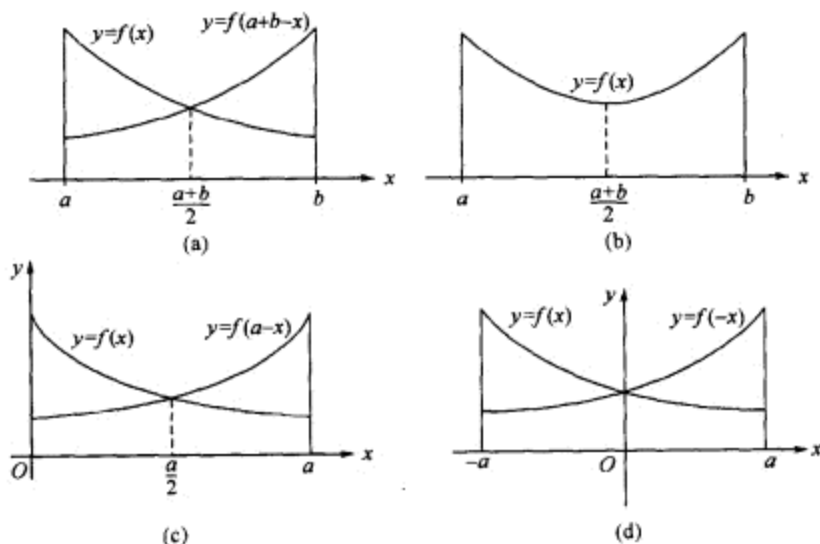 y=f(x) y=f(a+b-x)
a a+b/2 b x
(a)
y=f(x)
a a+b/2 b x
(b)
y
y=f(x) y=f(a-x)
O a/2 a x
(c)
y
y=f(x) y=f(-x)
-a O a x
(d)